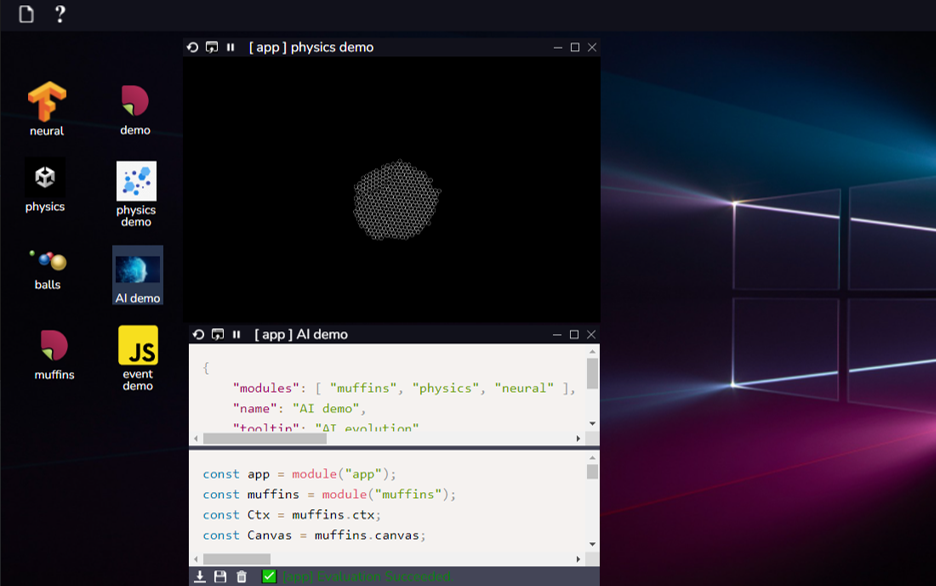 ?
[ app ] physics demo
neural
demo
physics
physics
demo
balls
AI demo
muffins
JS
event
demo
[ app ] AI demo
{
"modules": [ "muffins", "physics", "neural" ],
"name": "AI demo",
"tooltip": "AI evolution"
const app = module("app");
const muffins = module("muffins");
const Ctx = muffins.ctx;
const Canvas = muffins.canvas;
[app] Evaluation Succeeded.